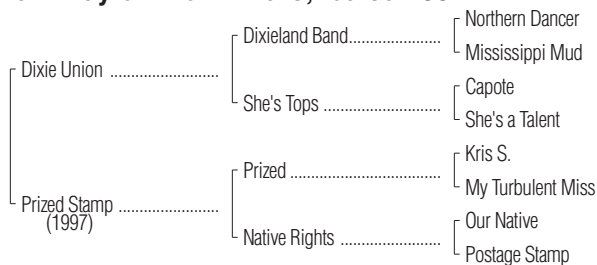 Northern Dancer
Dixieland Band..................
Mississippi Mud
Dixie Union ........................
Capote
She's Tops ..........................
She's a Talent
Kris S.
Prized .................................
My Turbulent Miss
Prized Stamp ......................
(1997)
Our Native
Native Rights ......................
Postage Stamp